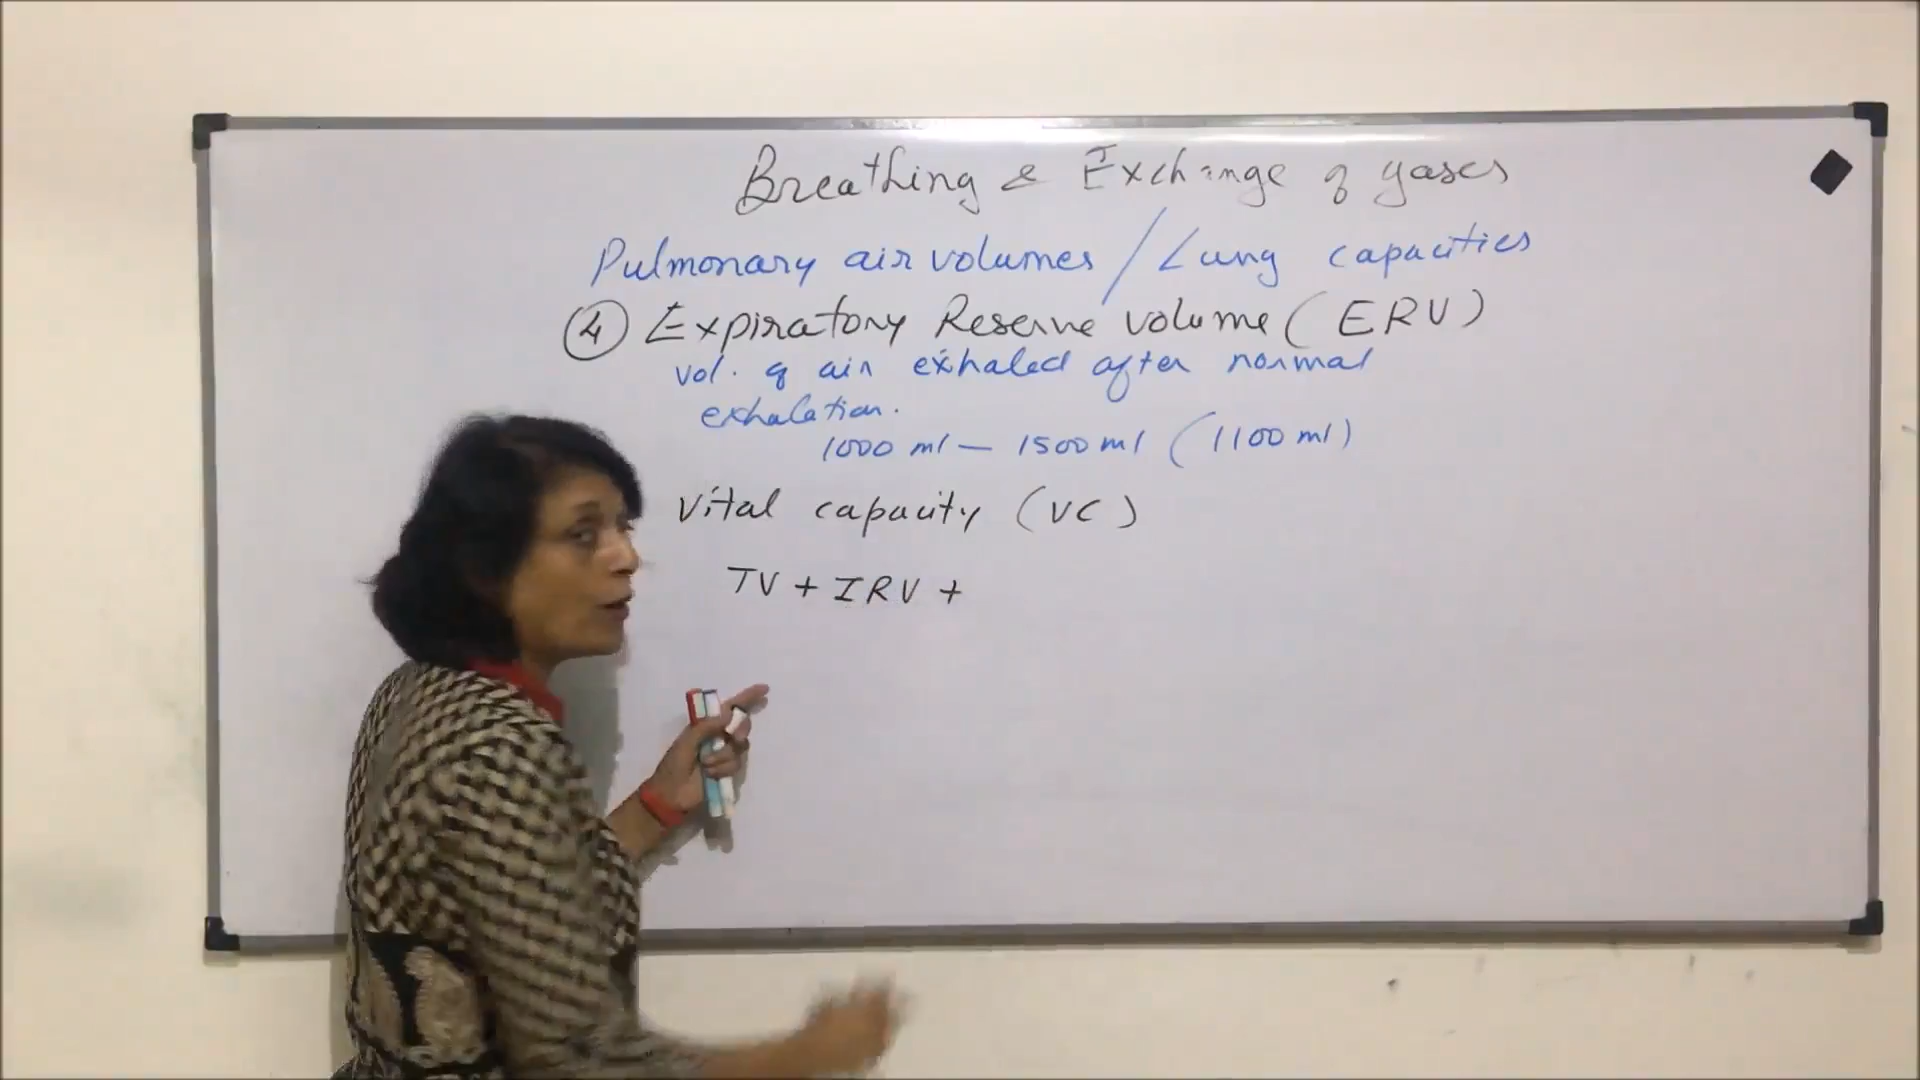 Breathing & Exchange of gases
Pulmonary air volumes / Lung capacities
④ Expiratory Reserve volume (ERV)
vol. of air exhaled after normal
exhalation.
1000 ml – 1500 ml (1100 ml)
Vital capacity (VC)
TV + IRV +